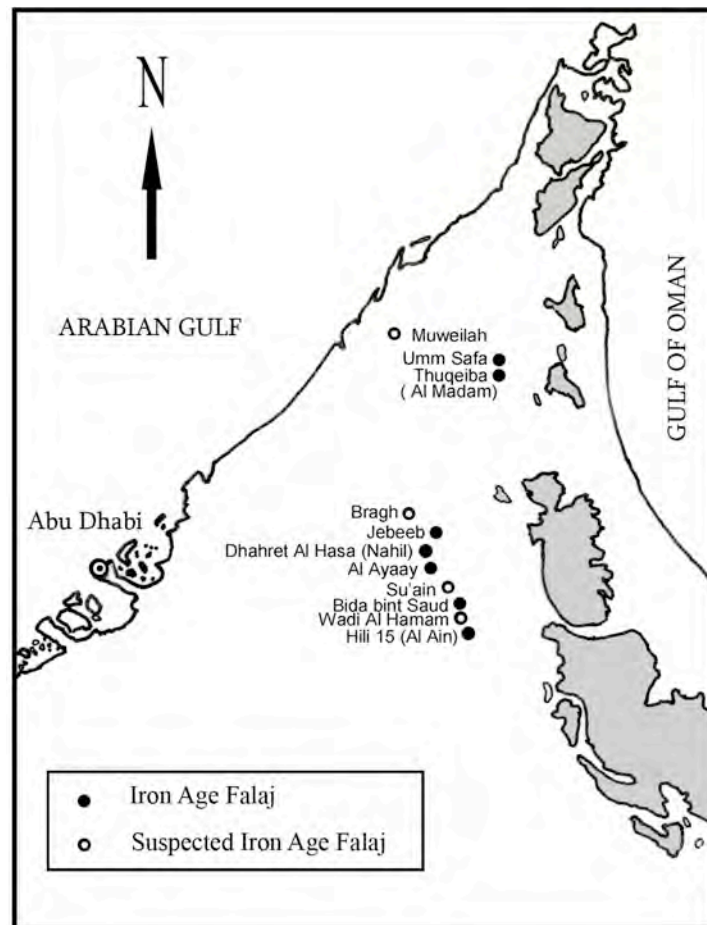 N
ARABIAN GULF
GULF OF OMAN
Muweilah
Umm Safa
Thuqeiba
( Al Madam)
Abu Dhabi
Bragh
Jebeeb
Dhahret Al Hasa (Nahil)
Al Ayaay
Su'ain
Bida bint Saud
Wadi Al Hamam
Hili 15 (Al Ain)
Iron Age Falaj
Suspected Iron Age Falaj